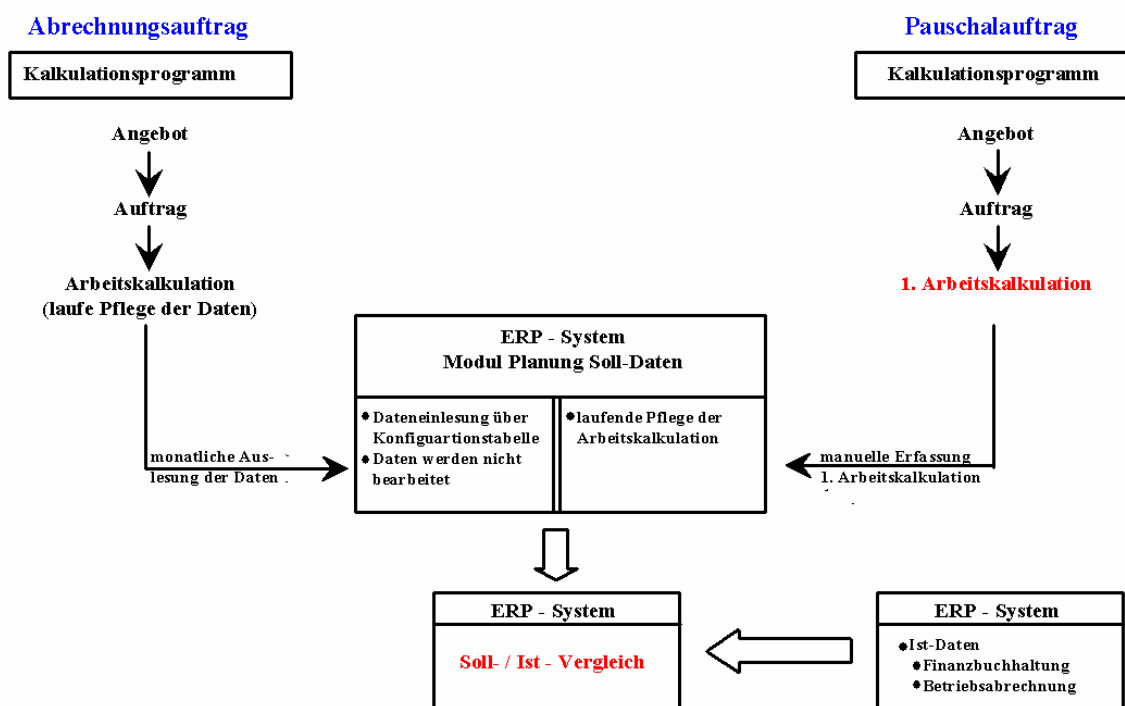 Abrechnungsauftrag
Kalkulationsprogramm
Angebot
Auftrag
Arbeitskalkulation
(laufe Pflege der Daten)
monatliche Aus-
lesung der Daten
Pauschalauftrag
Kalkulationsprogramm
Angebot
Auftrag
1. Arbeitskalkulation
manuelle Erfassung
1. Arbeitskalkulation
ERP - System
Modul Planung Soll-Daten
Dateneinlesung über
Konfiguartionstabelle
Daten werden nicht
bearbeitet
laufende Pflege der
Arbeitskalkulation
ERP - System
Soll- / Ist - Vergleich
ERP - System
Ist-Daten
Finanzbuchhaltung
Betriebsabrechnung